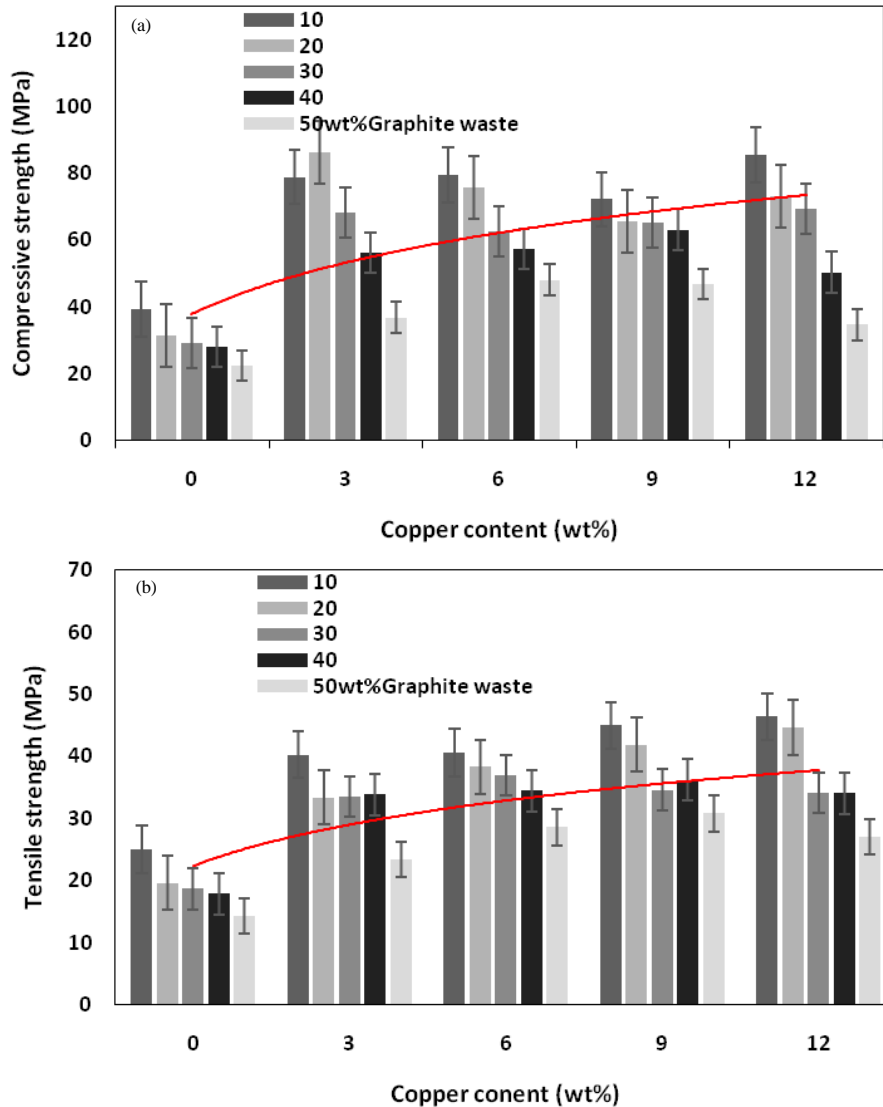 (a)
10
20
30
40
50wt%Graphite waste
Compressive strength (MPa)
120
100
80
60
40
20
0
0 3 6 9 12
Copper content (wt%)
(b)
10
20
30
40
50wt%Graphite waste
Tensile strength (MPa)
70
60
50
40
30
20
10
0
0 3 6 9 12
Copper conent (wt%)